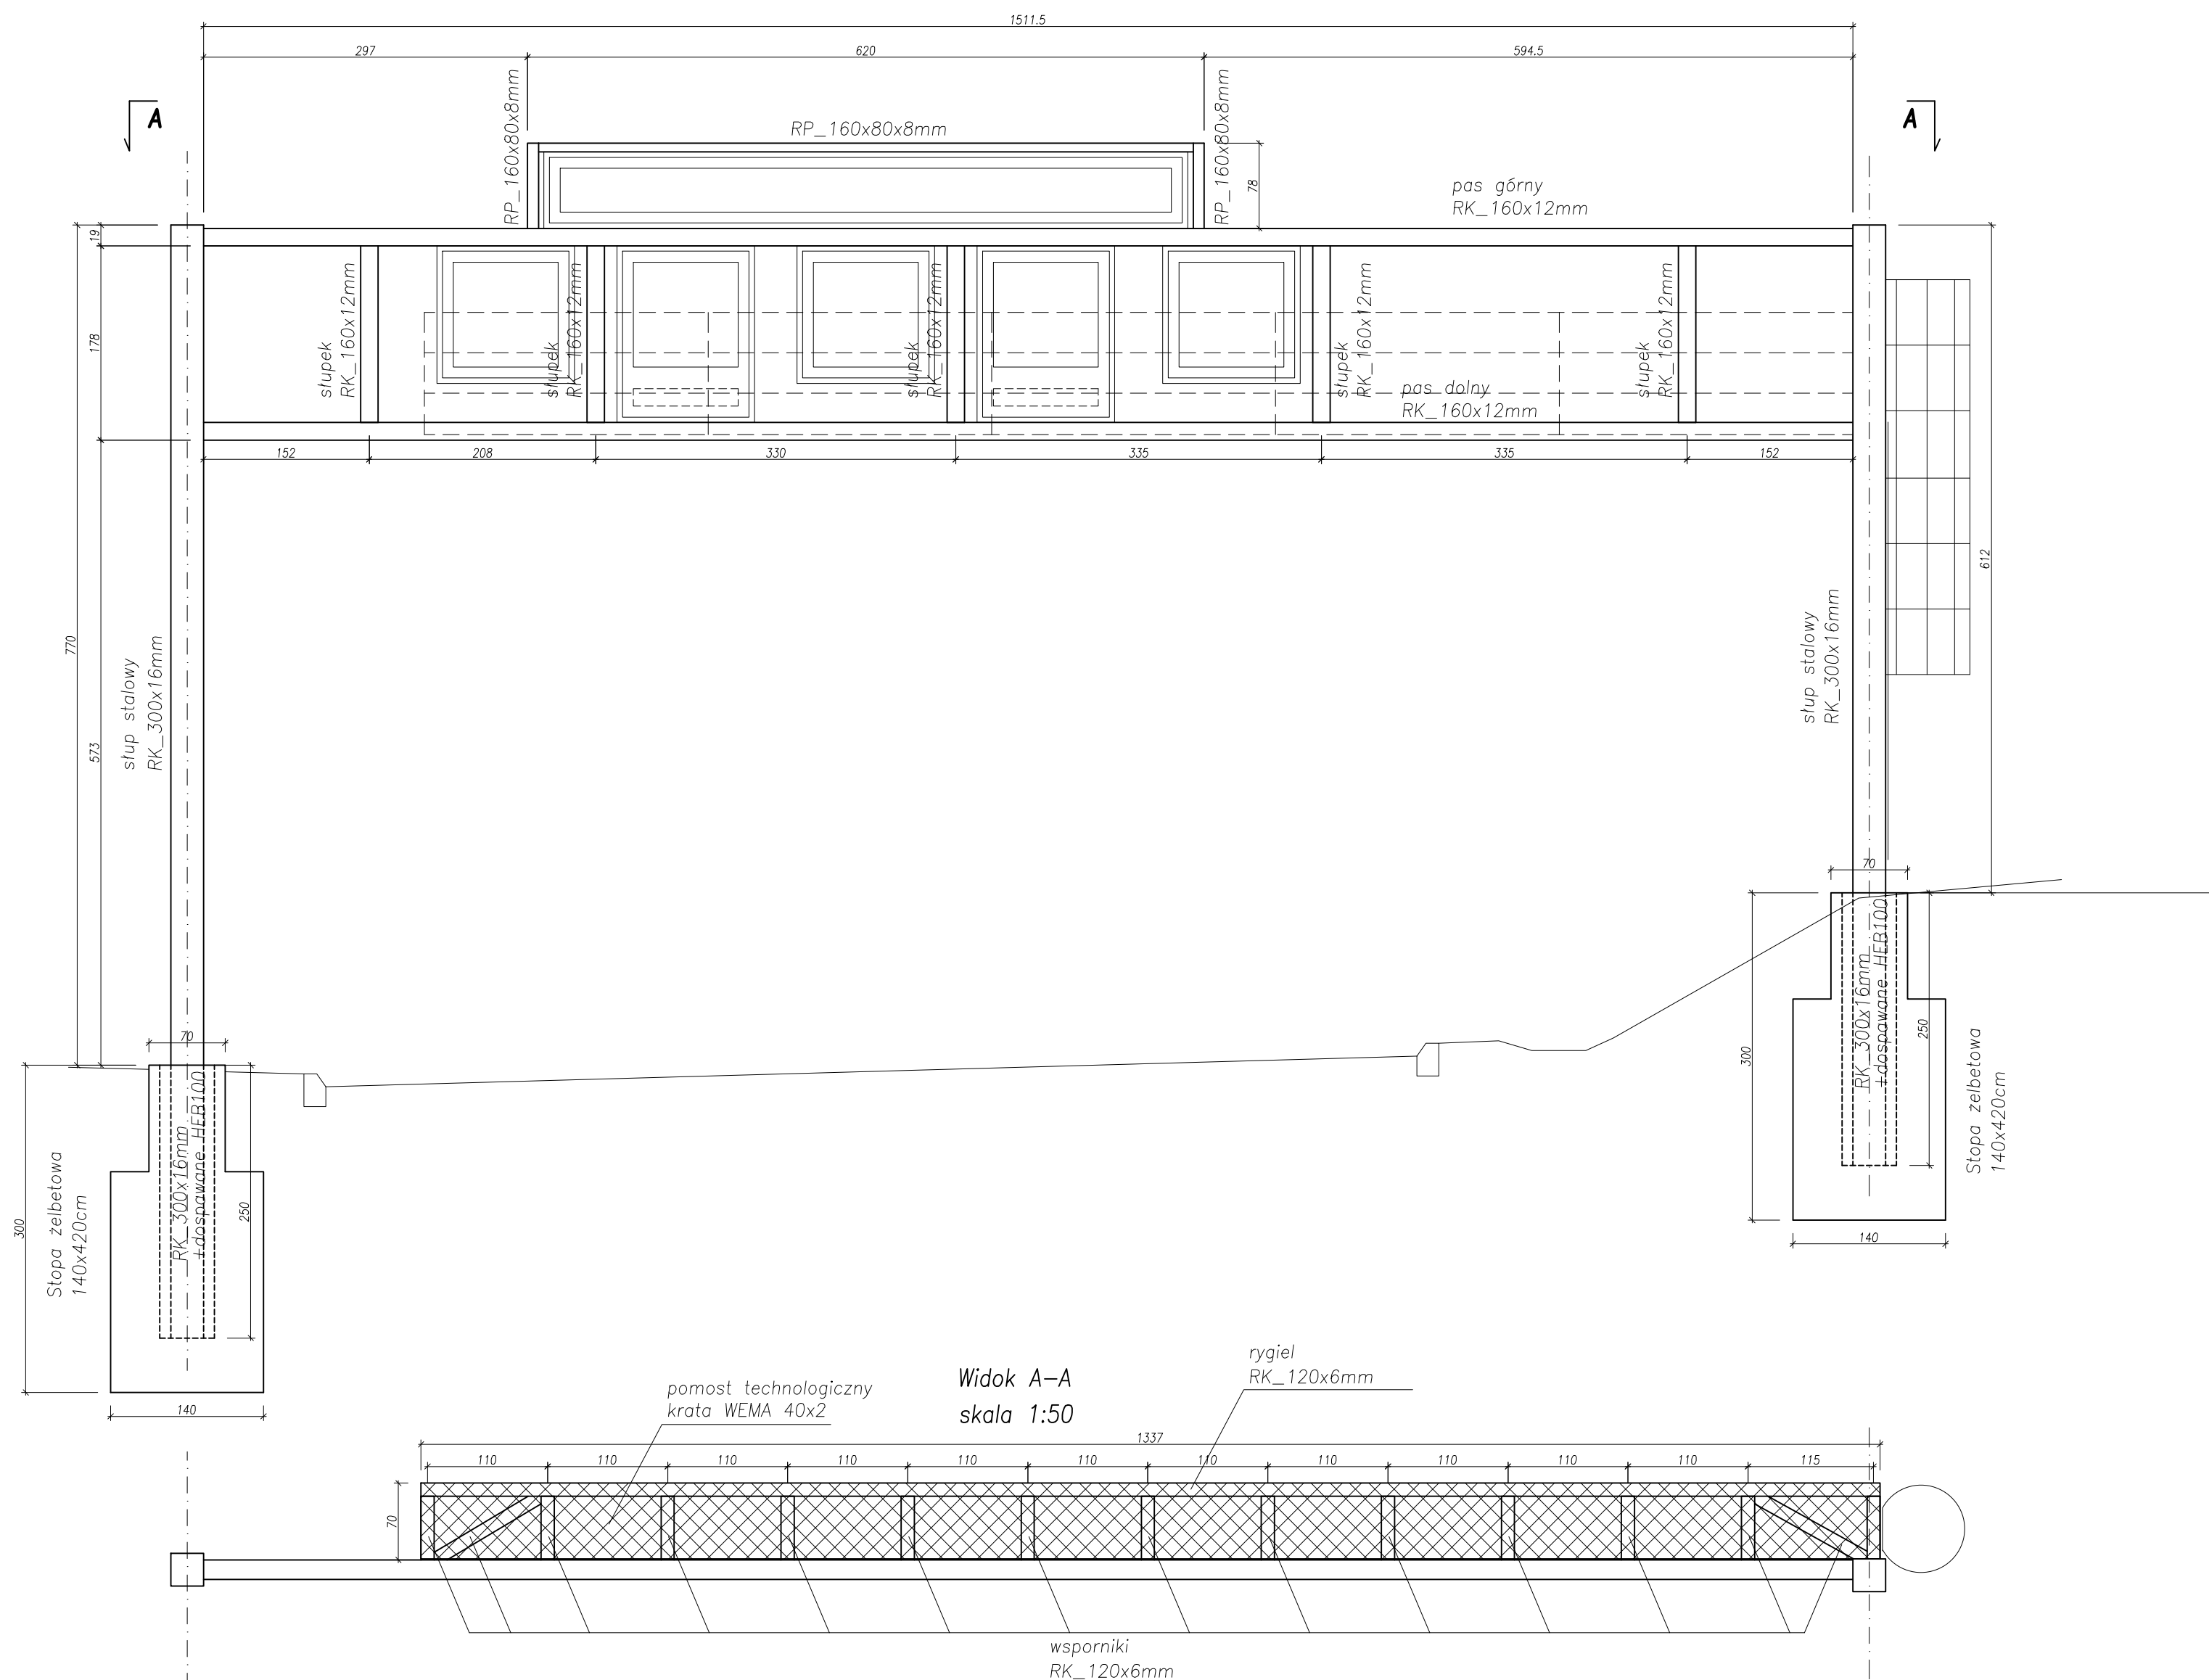 1511.5
297
620
594.5
A
A
RP_160x80x8mm
RP_160x80x8mm
RP_160x80x8mm
78
pas górny
RK_160x12mm
19
178
770
573
612
słupek
RK_160x12mm
słupek
RK_160x12mm
słupek
RK_160x12mm
słupek
RK_160x12mm
słupek
RK_160x12mm
pas dolny
RK_160x12mm
152
208
330
335
335
152
słup stalowy
RK_300x16mm
słup stalowy
RK_300x16mm
70
70
300
250
RK_300x16mm
+dospawane HEB100
Stopa żelbetowa
140x420cm
140
300
250
RK_300x16mm
+dospawane HEB100
Stopa żelbetowa
140x420cm
140
Widok A-A
skala 1:50
pomost technologiczny
krata WEMA 40x2
rygiel
RK_120x6mm
1337
110
110
110
110
110
110
110
110
110
110
110
115
70
wsporniki
RK_120x6mm